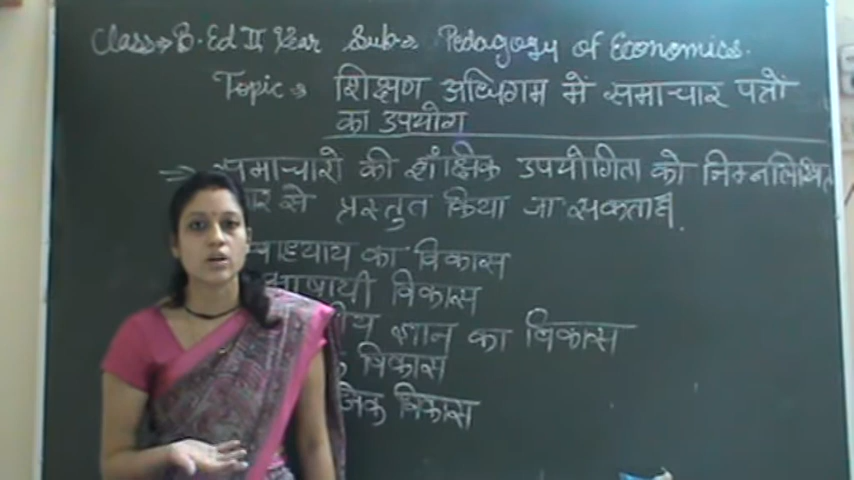 Class→ B.Ed II Year Sub→ Pedagogy of Economics.
Topic→ शिक्षण अधिगम में समाचार पत्रों
का उपयोग
⇒ समाचारो की शैक्षिक उपयोगिता को निम्नलिखित
से प्रस्तुत किया जा सकता है.
का विकास
भाषायी विकास
ज्ञान का विकास
विकास
विकास